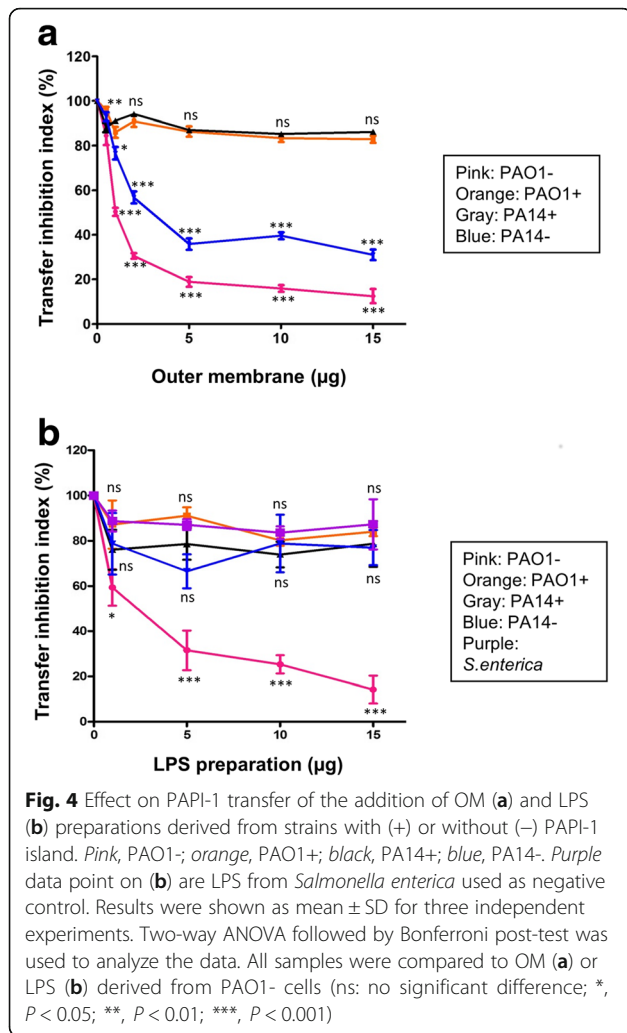 a
Transfer inhibition index (%)
120
100
80
60
40
20
0
** ns ns ns ns
*
***
*** *** *** ***
*** *** *** ***
0 5 10 15
Outer membrane (µg)
Pink: PAO1-
Orange: PAO1+
Gray: PA14+
Blue: PA14-
b
Transfer inhibition index (%)
120
100
80
60
40
20
0
ns ns ns ns
ns ns ns ns
* *** *** ***
0 5 10 15
LPS preparation (µg)
Pink: PAO1-
Orange: PAO1+
Gray: PA14+
Blue: PA14-
Purple:
S.enterica
Fig. 4 Effect on PAPI-1 transfer of the addition of OM (a) and LPS
(b) preparations derived from strains with (+) or without (−) PAPI-1
island. Pink, PAO1-; orange, PAO1+; black, PA14+; blue, PA14-. Purple
data point on (b) are LPS from Salmonella enterica used as negative
control. Results were shown as mean ± SD for three independent
experiments. Two-way ANOVA followed by Bonferroni post-test was
used to analyze the data. All samples were compared to OM (a) or
LPS (b) derived from PAO1- cells (ns: no significant difference; *,
P < 0.05; **, P < 0.01; ***, P < 0.001)